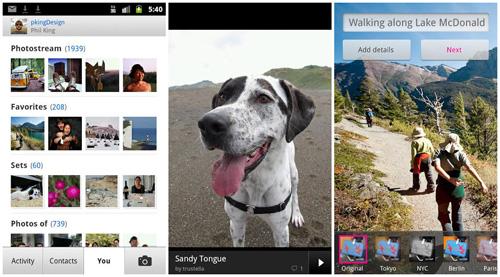 5:40
pkingDesign
Phil King
Photostream (1939)
Favorites (208)
Sets (60)
Photos of (739)
Activity
Contacts
You
Sandy Tongue
by trustella
1
Walking along Lake McDonald
Add details
Next
Original
Tokyo
NYC
Berlin
Paris